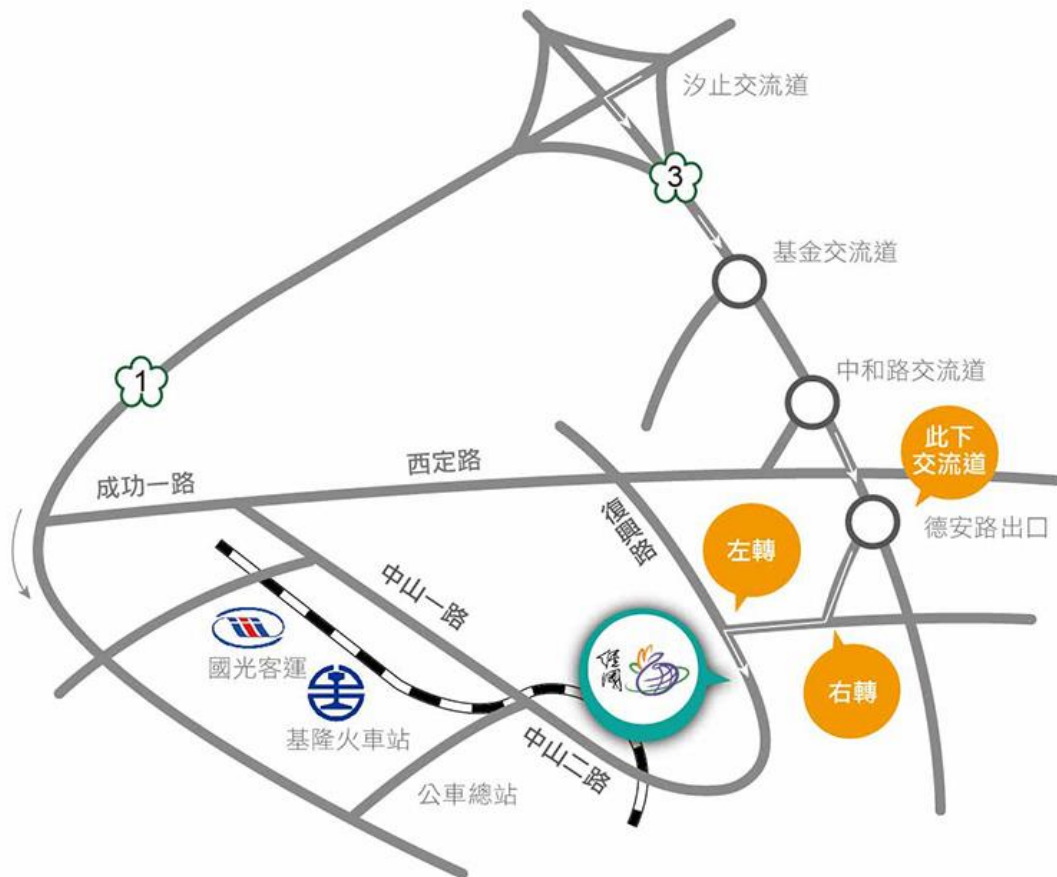 汐止交流道
3
基金交流道
1
中和路交流道
此下
交流道
西定路
成功一路
復興路
德安路出口
左轉
中山一路
國光客運
經國
右轉
基隆火車站
中山二路
公車總站